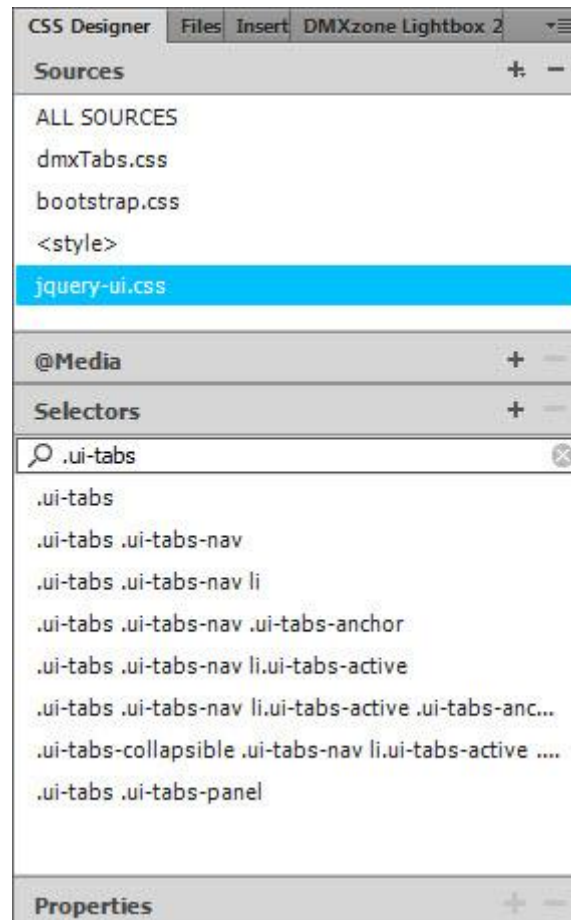 CSS Designer Files Insert DMXzone Lightbox 2
Sources
ALL SOURCES
dmxTabs.css
bootstrap.css
<style>
jquery-ui.css
@Media
Selectors
.ui-tabs
.ui-tabs
.ui-tabs .ui-tabs-nav
.ui-tabs .ui-tabs-nav li
.ui-tabs .ui-tabs-nav .ui-tabs-anchor
.ui-tabs .ui-tabs-nav li.ui-tabs-active
.ui-tabs .ui-tabs-nav li.ui-tabs-active .ui-tabs-anc...
.ui-tabs-collapsible .ui-tabs-nav li.ui-tabs-active ....
.ui-tabs .ui-tabs-panel
Properties